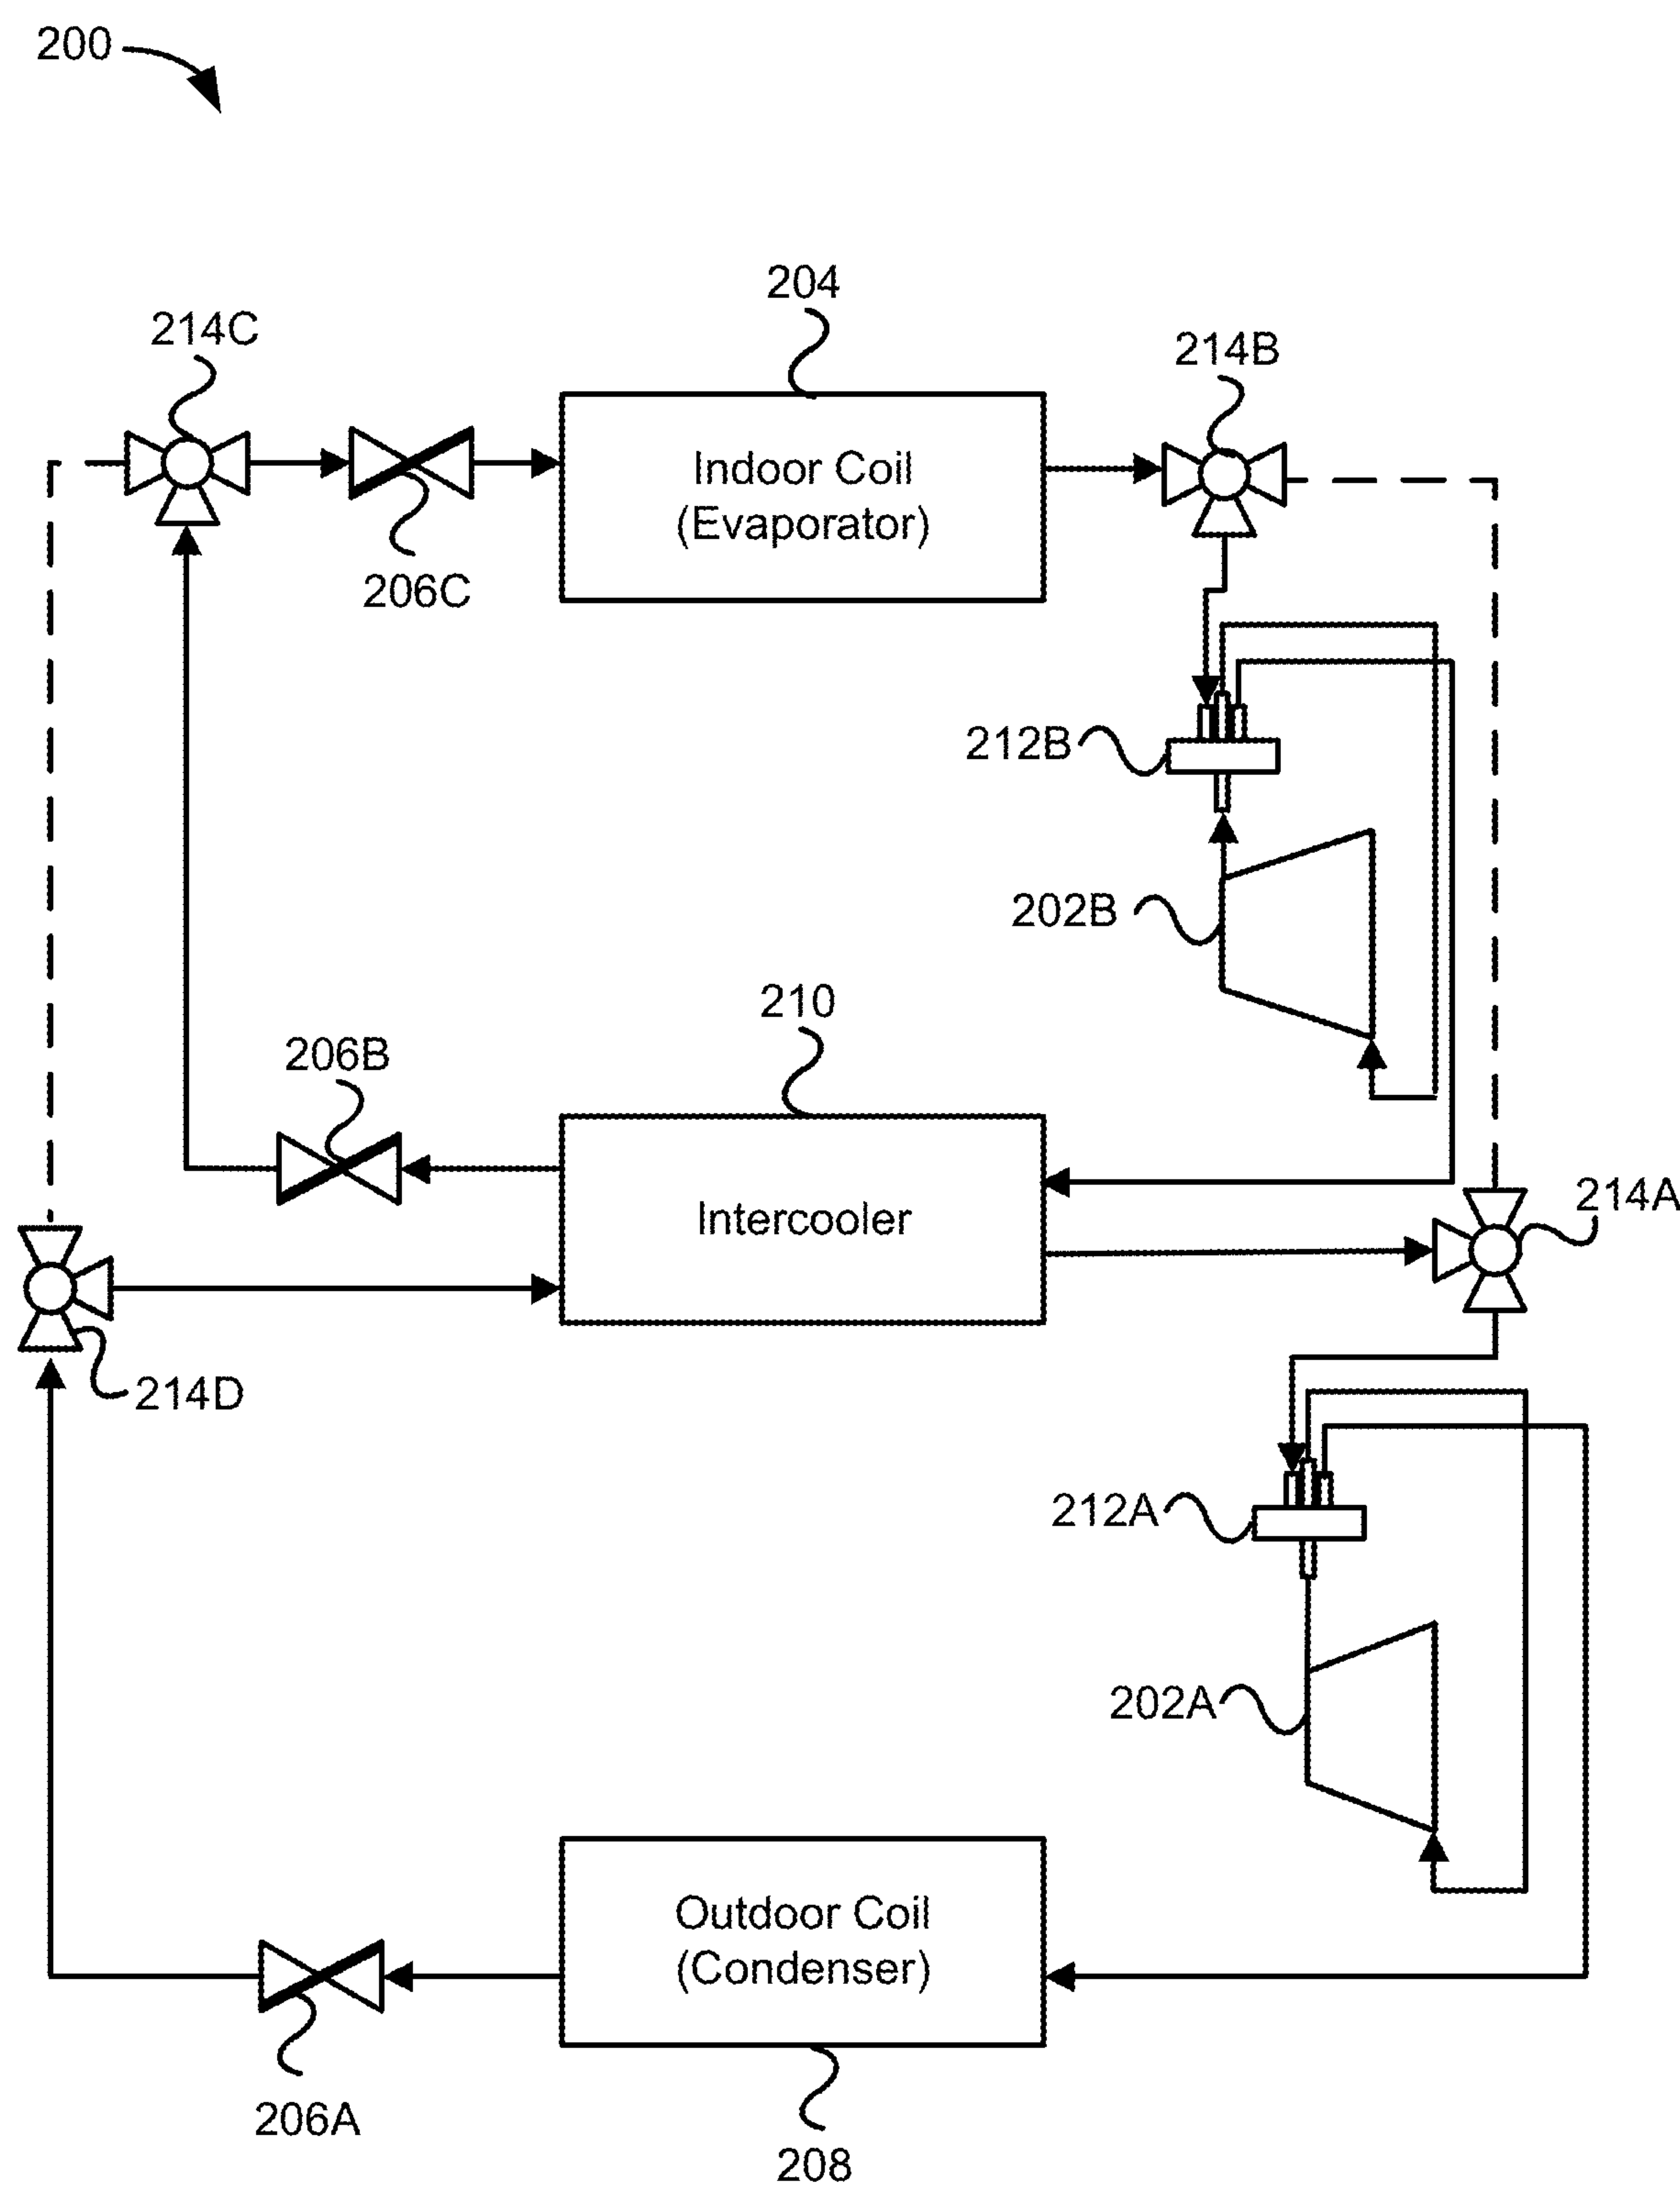 200
204
214C
214B
Indoor Coil
(Evaporator)
206C
212B
202B
210
206B
214A
Intercooler
214D
212A
202A
Outdoor Coil
(Condenser)
206A
208